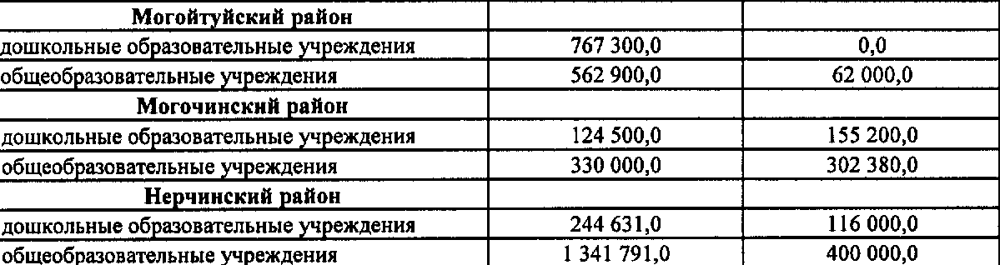 Могойтуйский район
дошкольные образовательные учреждения 767 300,0 0,0
общеобразовательные учреждения 562 900,0 62 000,0
Могочинский район
дошкольные образовательные учреждения 124 500,0 155 200,0
общеобразовательные учреждения 330 000,0 302 380,0
Нерчинский район
дошкольные образовательные учреждения 244 631,0 116 000,0
общеобразовательные учреждения 1 341 791,0 400 000,0